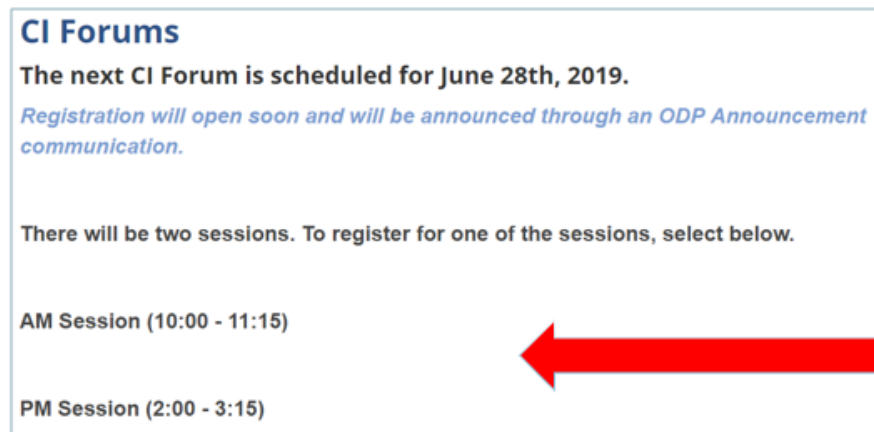 CI Forums
The next CI Forum is scheduled for June 28th, 2019.
Registration will open soon and will be announced through an ODP Announcement
communication.
There will be two sessions. To register for one of the sessions, select below.
AM Session (10:00 - 11:15)
PM Session (2:00 - 3:15)